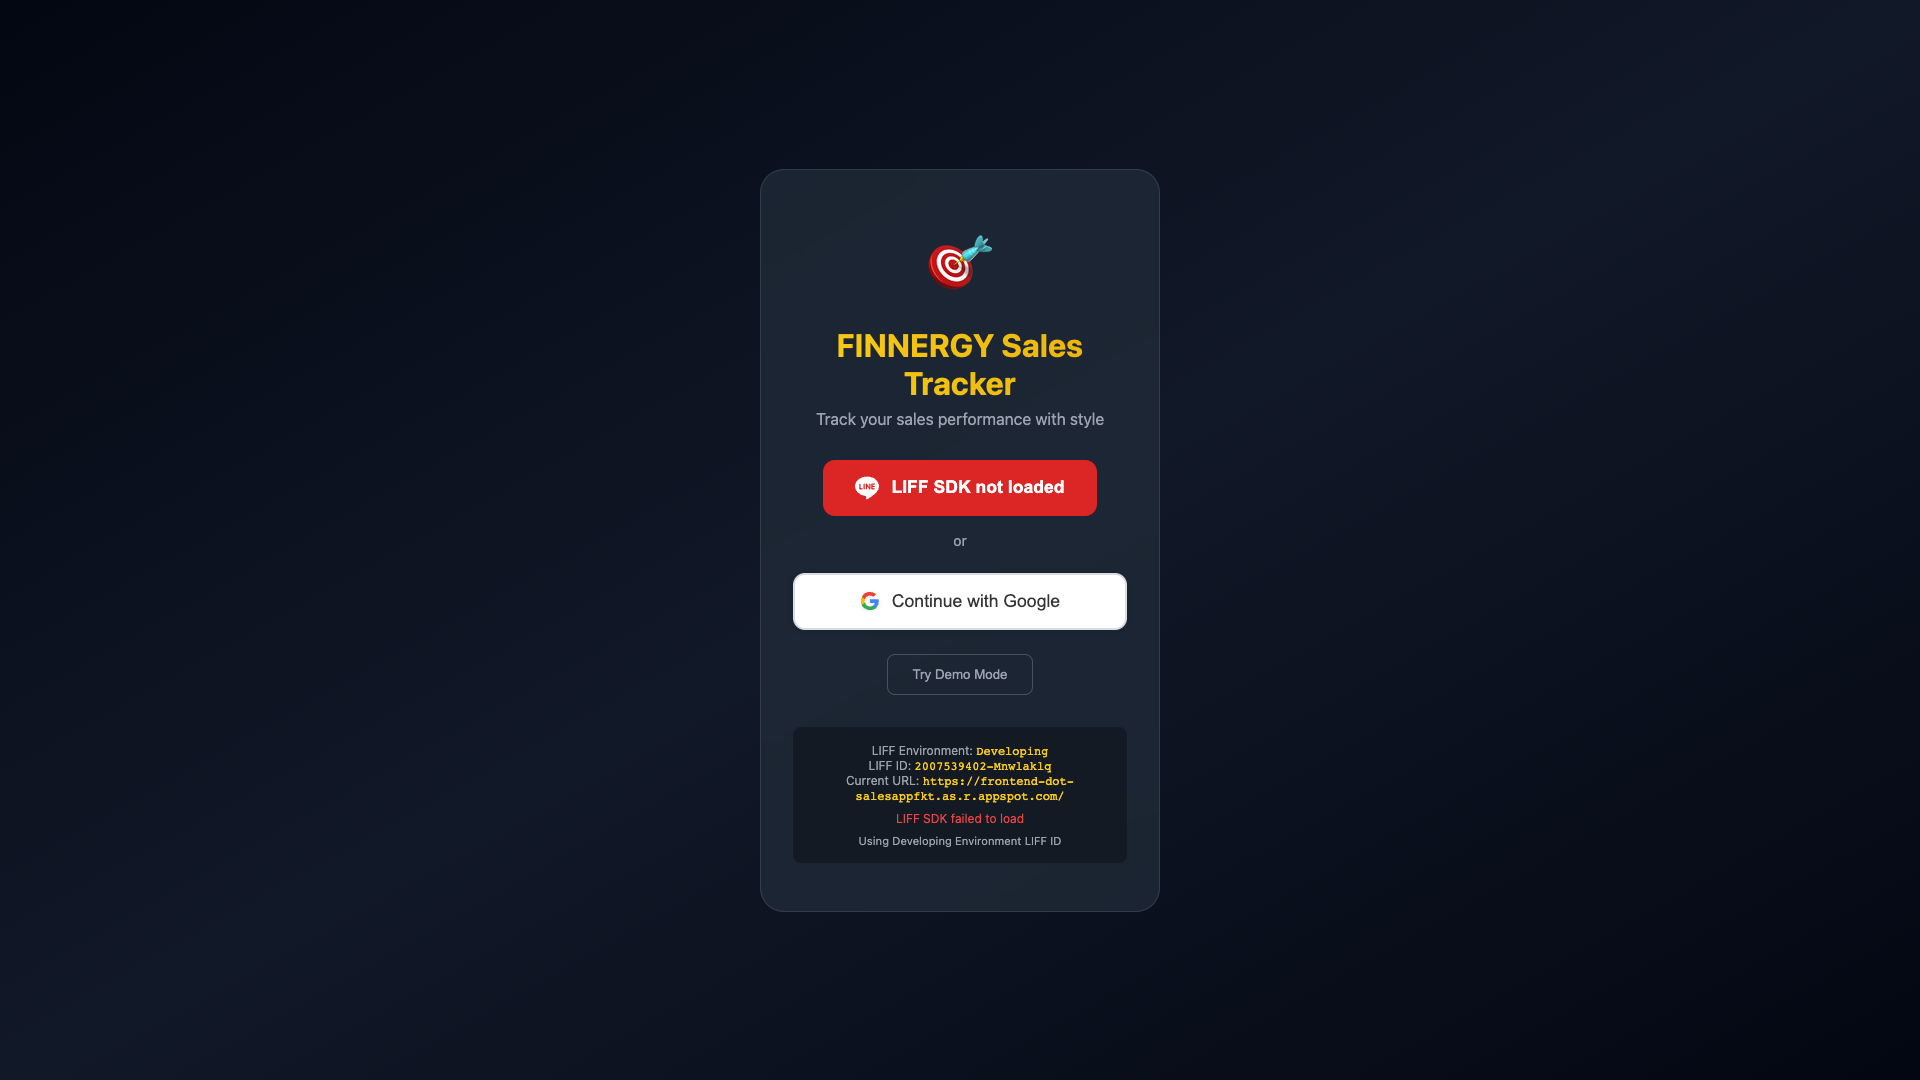 FINNERGY Sales
Tracker
Track your sales performance with style
LINE
LIFF SDK not loaded
or
Continue with Google
Try Demo Mode
LIFF Environment: Developing
LIFF ID: 2007539402-Mnwlaklq
Current URL: https://frontend-dot-
salesappfkt.as.r.appspot.com/
LIFF SDK failed to load
Using Developing Environment LIFF ID